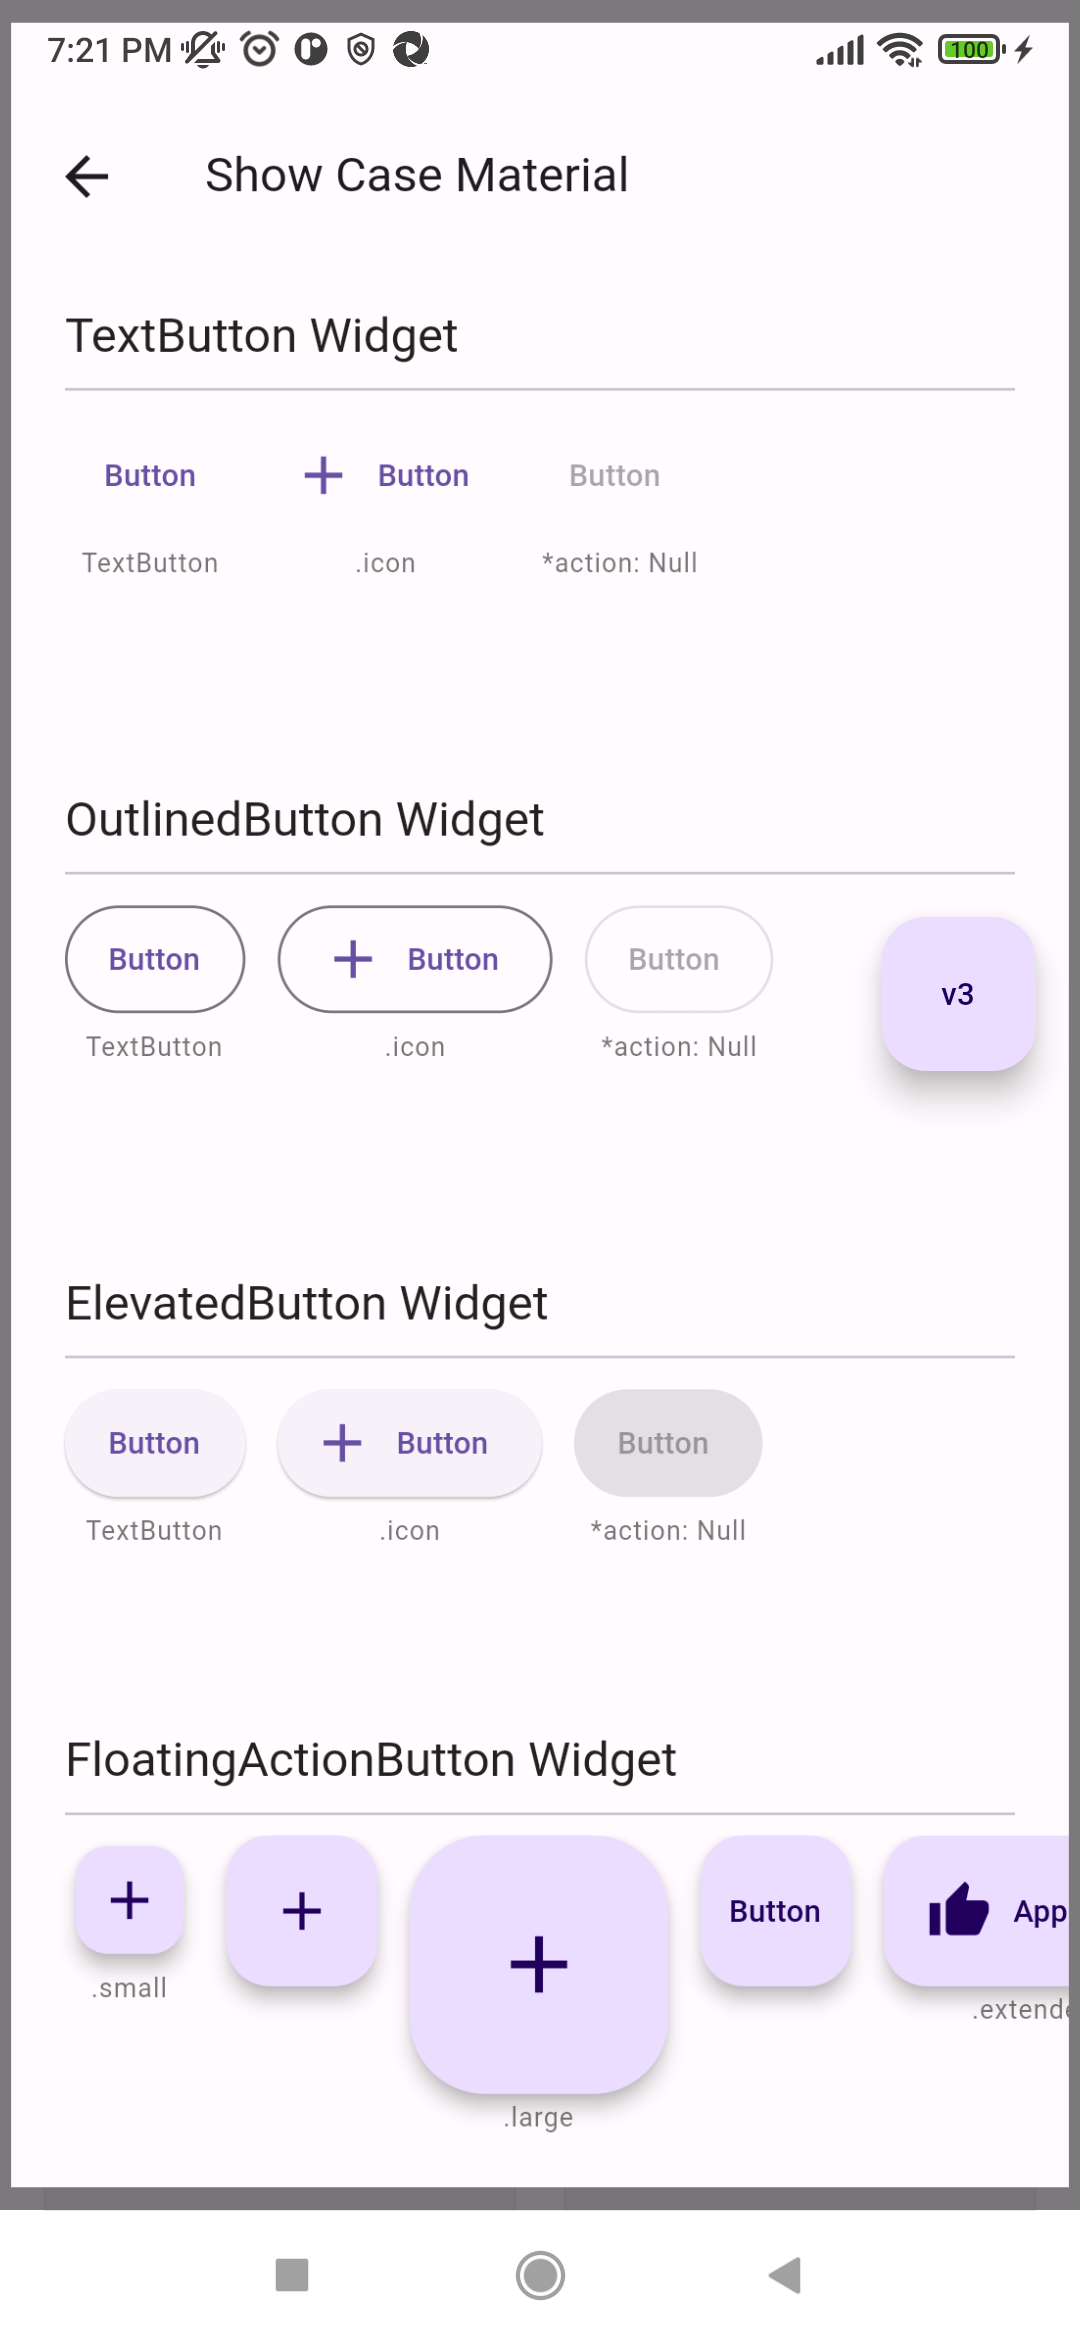 7:21 PM 100
Show Case Material
TextButton Widget
Button Button Button
TextButton .icon *action: Null
OutlinedButton Widget
Button Button Button
v3
TextButton .icon *action: Null
ElevatedButton Widget
Button Button Button
TextButton .icon *action: Null
FloatingActionButton Widget
Button App
.small
.extende
.large